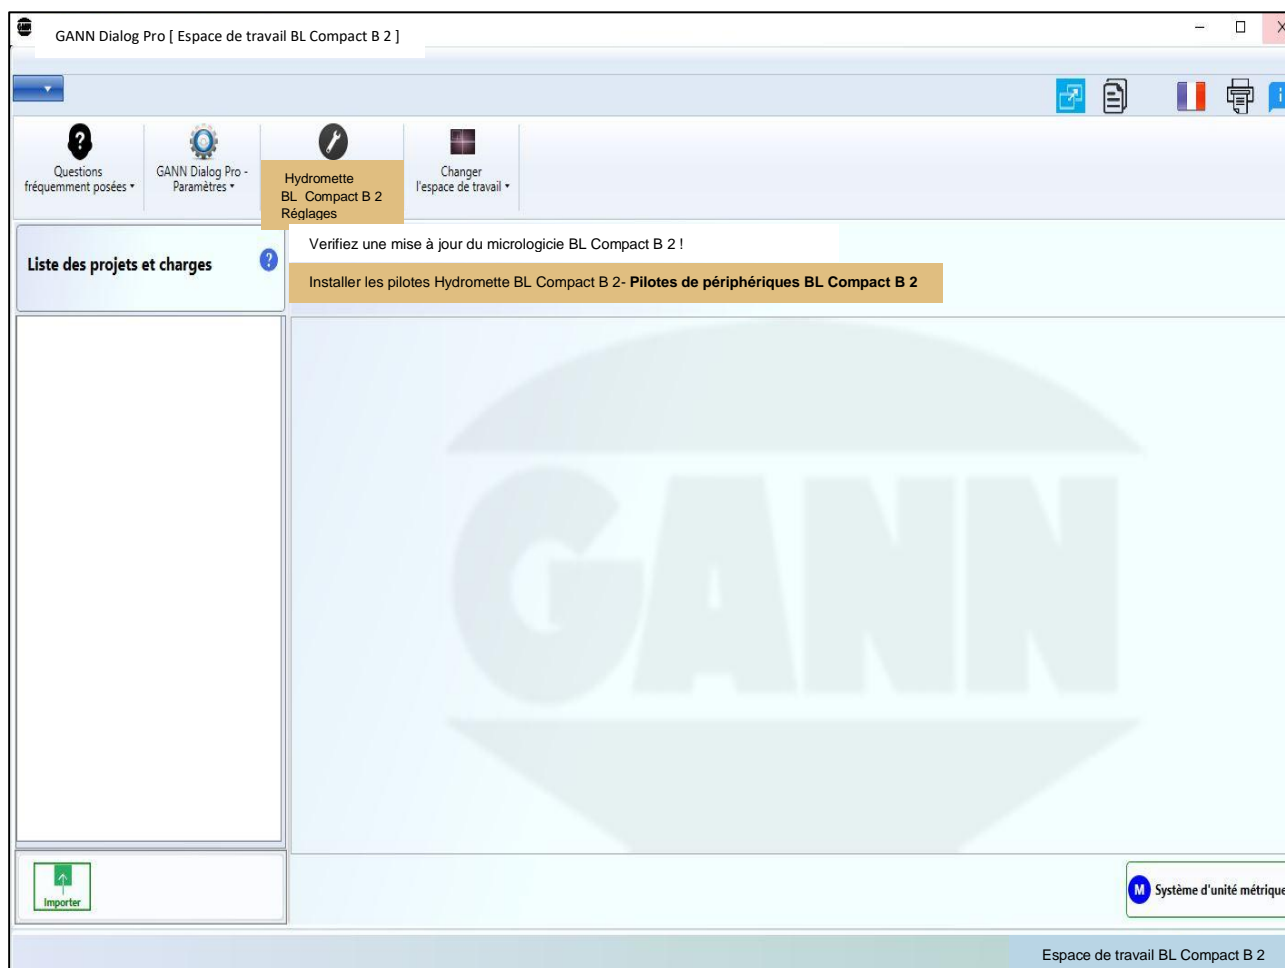 GANN Dialog Pro [ Espace de travail BL Compact B 2 ]
Questions
fréquemment posées
GANN Dialog Pro -
Paramètres
Hydromette
BL Compact B 2
Réglages
Changer
l'espace de travail
Liste des projets et charges
Verifiez une mise à jour du micrologicie BL Compact B 2 !
Installer les pilotes Hydromette BL Compact B 2- Pilotes de périphériques BL Compact B 2
GANN
Importer
M Système d'unité métrique
Espace de travail BL Compact B 2